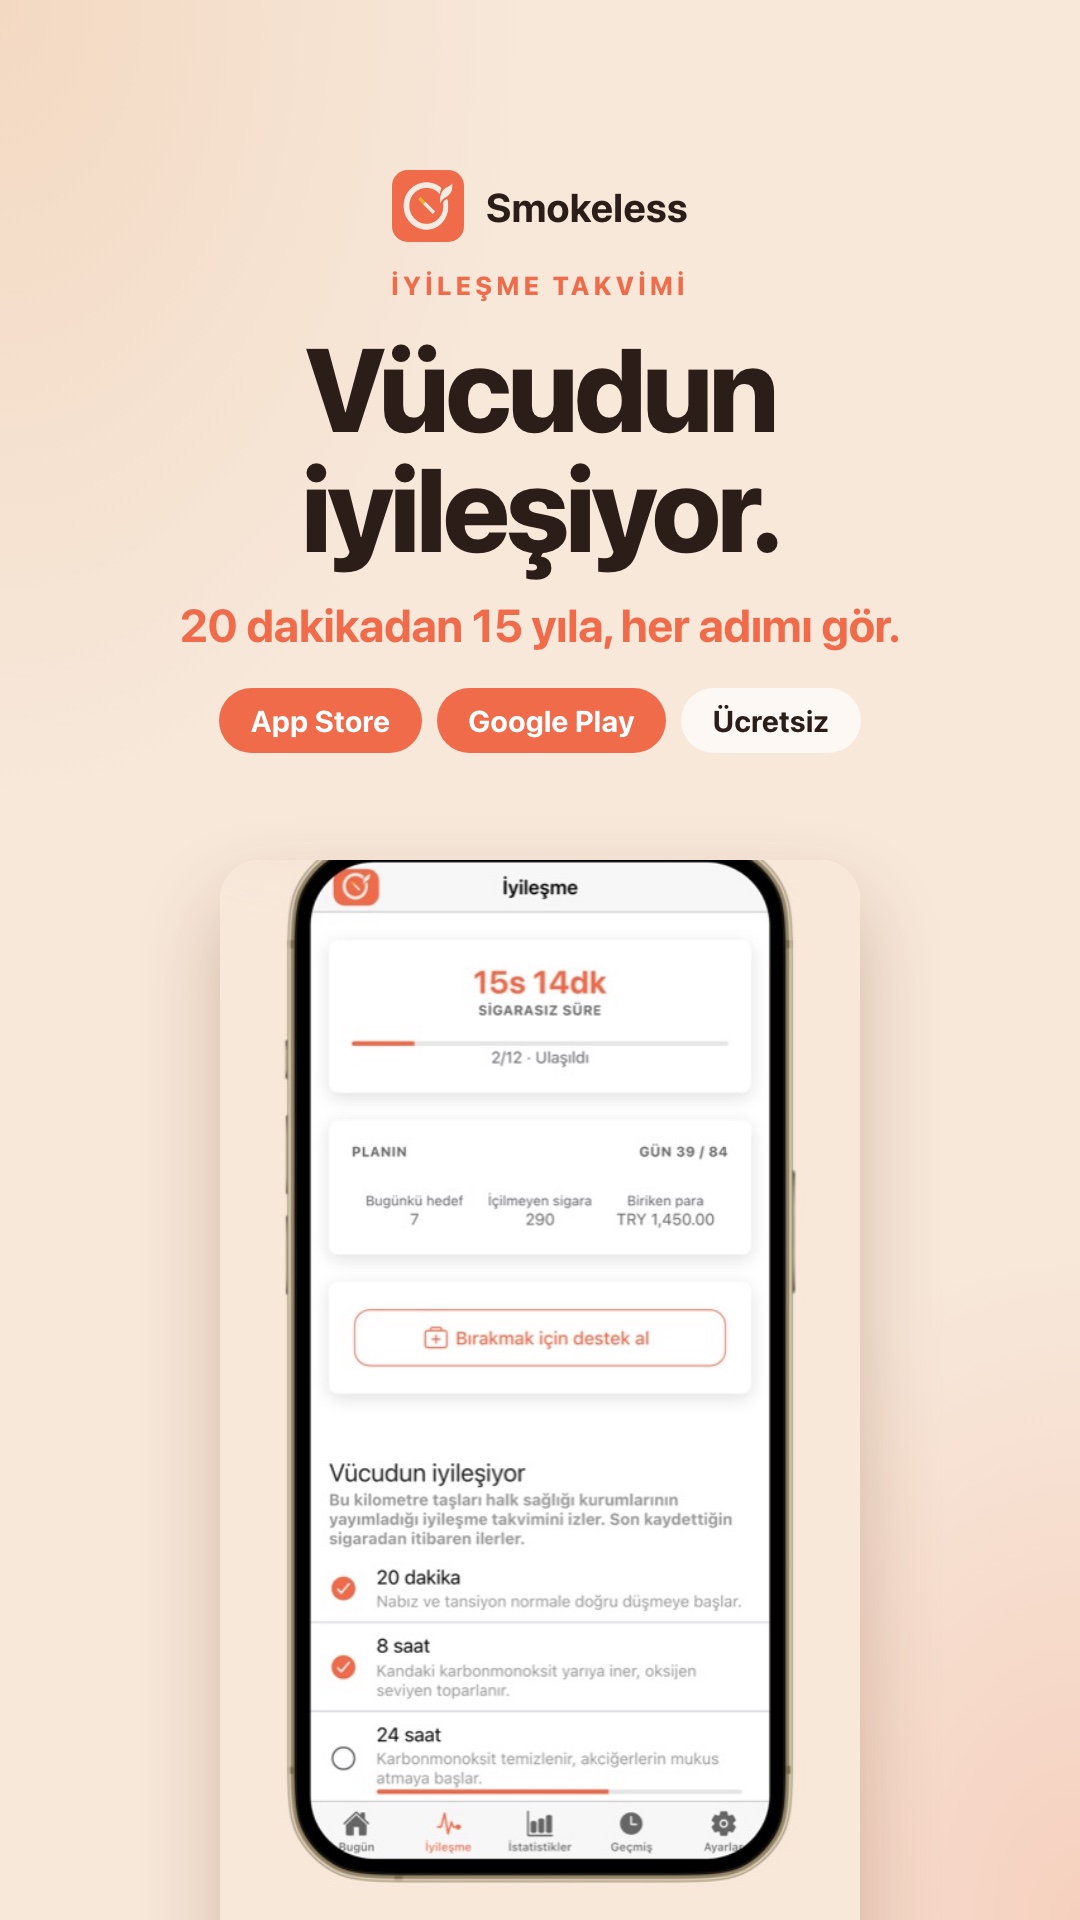 Smokeless
İYİLEŞME TAKVİMİ
Vücudun
iyileşiyor.
20 dakikadan 15 yıla, her adımı gör.
App Store
Google Play
Ücretsiz
İyileşme
15s 14dk
SİGARASIZ SÜRE
2/12 · Ulaşıldı
PLANIN
GÜN 39 / 84
Bugünkü hedef
7
İçilmeyen sigara
290
Biriken para
TRY 1,450.00
Bırakmak için destek al
Vücudun iyileşiyor
Bu kilometre taşları halk sağlığı kurumlarının
yayımladığı iyileşme takvimini izler. Son kaydettiğin
sigaradan itibaren ilerler.
20 dakika
Nabız ve tansiyon normale doğru düşmeye başlar.
8 saat
Kandaki karbonmonoksit yarıya iner, oksijen
seviyen toparlanır.
24 saat
Karbonmonoksit temizlenir, akciğerlerin mukus
atmaya başlar.
Bugün
İyileşme
İstatistikler
Geçmiş
Ayarlar